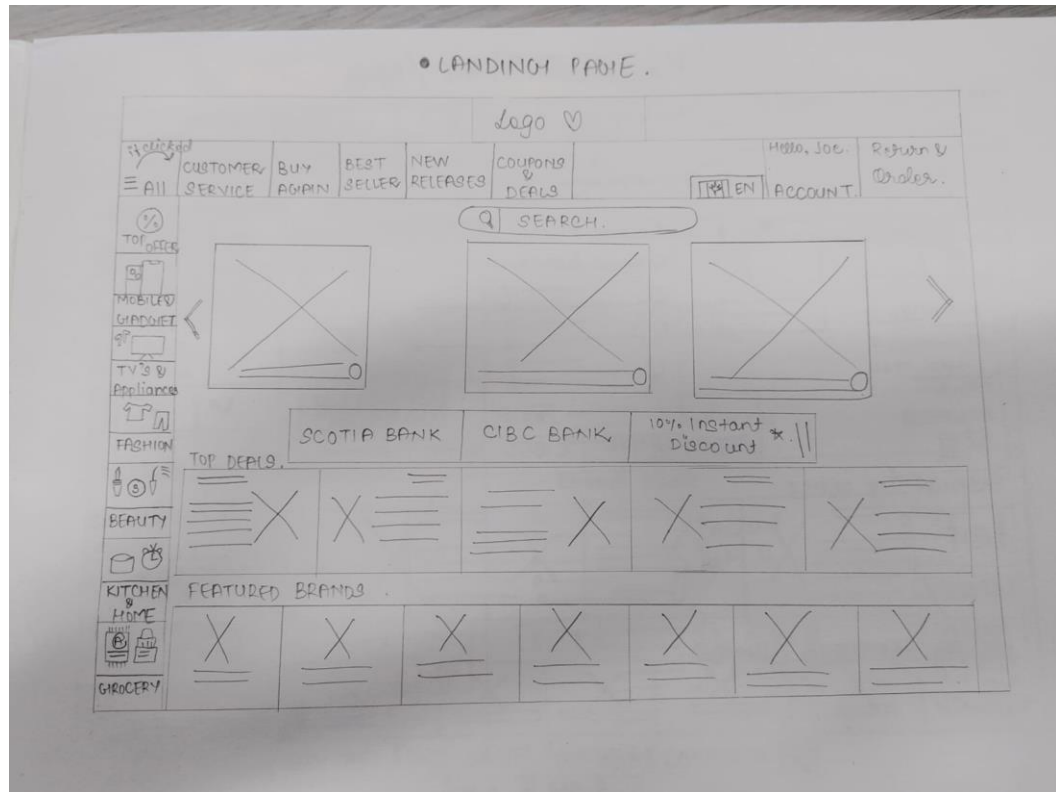 • LANDING PAGE.
Logo ♡
if clicked
All
CUSTOMER
SERVICE
BUY
AGAIN
BEST
SELLER
NEW
RELEASES
COUPONS
&
DEALS
EN
Hello, Joe.
ACCOUNT.
Return &
Order.
SEARCH.
%
TOP OFFER
MOBILE &
GADGET
TV'S &
Appliances
FASHION
BEAUTY
KITCHEN
&
HOME
GROCERY
SCOTIA BANK
CIBC BANK
10% Instant
Discount *.
TOP DEALS.
FEATURED BRANDS.